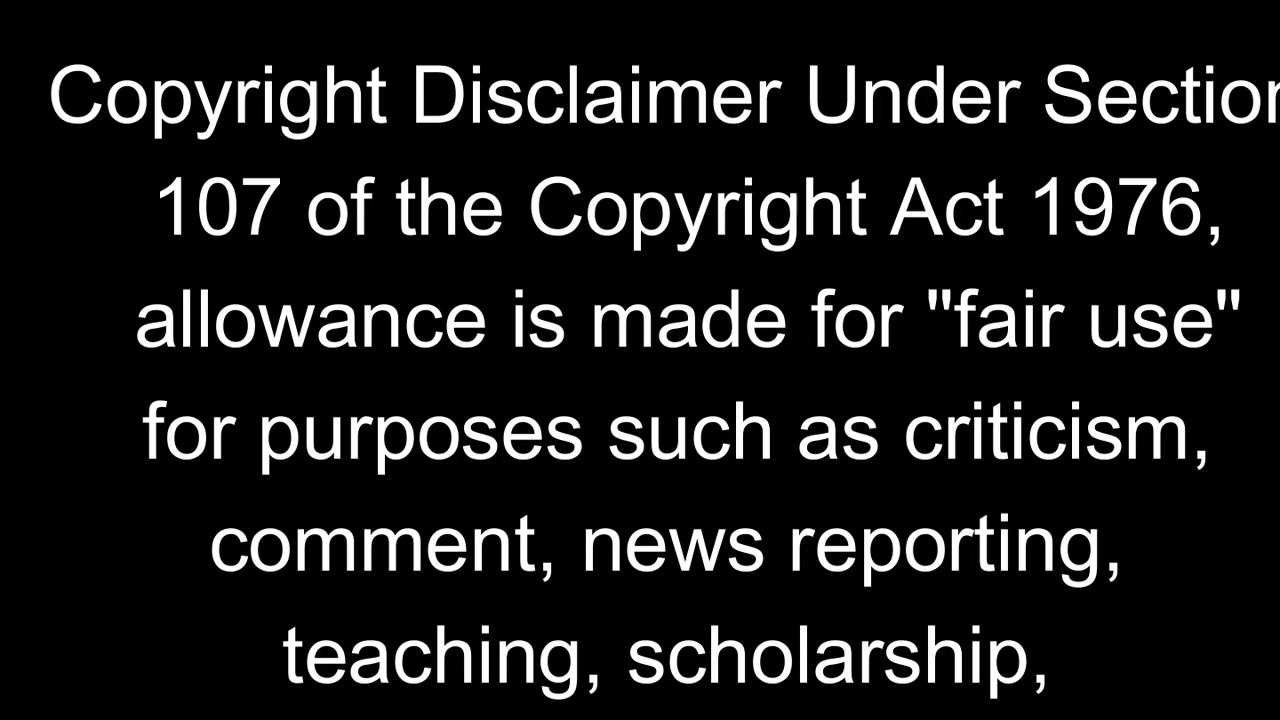 Copyright Disclaimer Under Section
107 of the Copyright Act 1976,
allowance is made for "fair use"
for purposes such as criticism,
comment, news reporting,
teaching, scholarship,